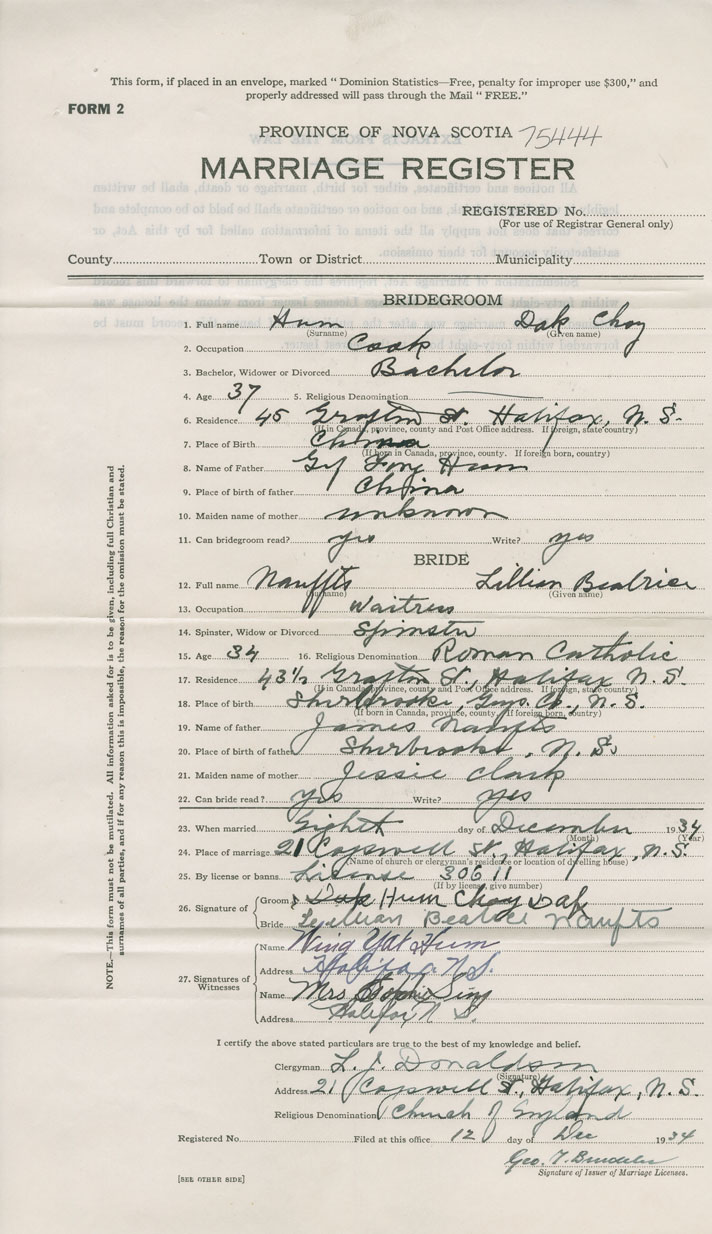 This form, if placed in an envelope, marked “ Dominion Statistics—Free, penalty for improper use $300,” and
properly addressed will pass through the Mail “ FREE.”
FORM 2
PROVINCE OF NOVA SCOTIA 75444
MARRIAGE REGISTER
REGISTERED No.
(For use of Registrar General only)
County Town or District Municipality
BRIDEGROOM
1. Full name Hum Dak Choy
(Surname) (Given name)
2. Occupation Cook
3. Bachelor, Widower or Divorced Bachelor
4. Age 37 5. Religious Denomination
6. Residence 45 Grafton St. Halifax, N. S.
(If in Canada, province, county and Post Office address. If foreign, state country)
7. Place of Birth China
(If born in Canada, province, county. If foreign born, country)
8. Name of Father Hum
9. Place of birth of father China
10. Maiden name of mother unknown
11. Can bridegroom read? yes Write? yes
BRIDE
12. Full name Nauffts Lillian Beatrice
(Surname) (Given name)
13. Occupation Waitress
14. Spinster, Widow or Divorced Spinster
15. Age 34 16. Religious Denomination Roman Catholic
17. Residence 43½ Grafton St., Halifax N. S.
(If in Canada, province, county and Post Office address. If foreign, state country)
18. Place of birth Sherbrooke, Guys. Co., N. S.
(If born in Canada, province, county. If foreign born, country)
19. Name of father James Nauffts
20. Place of birth of father Sherbrooke, N. S.
21. Maiden name of mother Jessie Clark
22. Can bride read? yes Write? yes
23. When married Eighth day of December 1934
(Month) (Year)
24. Place of marriage 21 Cogswell St., Halifax, N. S.
(Name of church or clergyman's residence or location of dwelling house)
25. By license or banns License 30611
(If by license, give number)
26. Signature of Groom Hum Choy Dak
Bride Lillian Beatrice Naufts
27. Signatures of Witnesses
Name Wing Yat Hum
Address Halifax N. S.
Name Mrs Sing
Address Halifax N S.
I certify the above stated particulars are true to the best of my knowledge and belief.
Clergyman L. J. Donaldson
(Signature)
Address 21 Cogswell St., Halifax, N. S.
Religious Denomination Church of England
Registered No. Filed at this office 12 day of Dec 1934
Geo. T.
Signature of Issuer of Marriage Licenses.
[SEE OTHER SIDE]
NOTE.—This form must not be mutilated. All information asked for is to be given, including full Christian and
surnames of all parties, and if for any reason this is impossible, the reason for the omission must be stated.